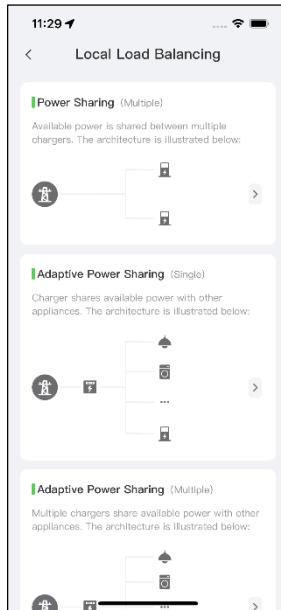 11:29
Local Load Balancing
Power Sharing (Multiple)
Available power is shared between multiple
chargers. The architecture is illustrated below:
Adaptive Power Sharing (Single)
Charger shares available power with other
appliances. The architecture is illustrated below:
Adaptive Power Sharing (Multiple)
Multiple chargers share available power with other
appliances. The architecture is illustrated below: